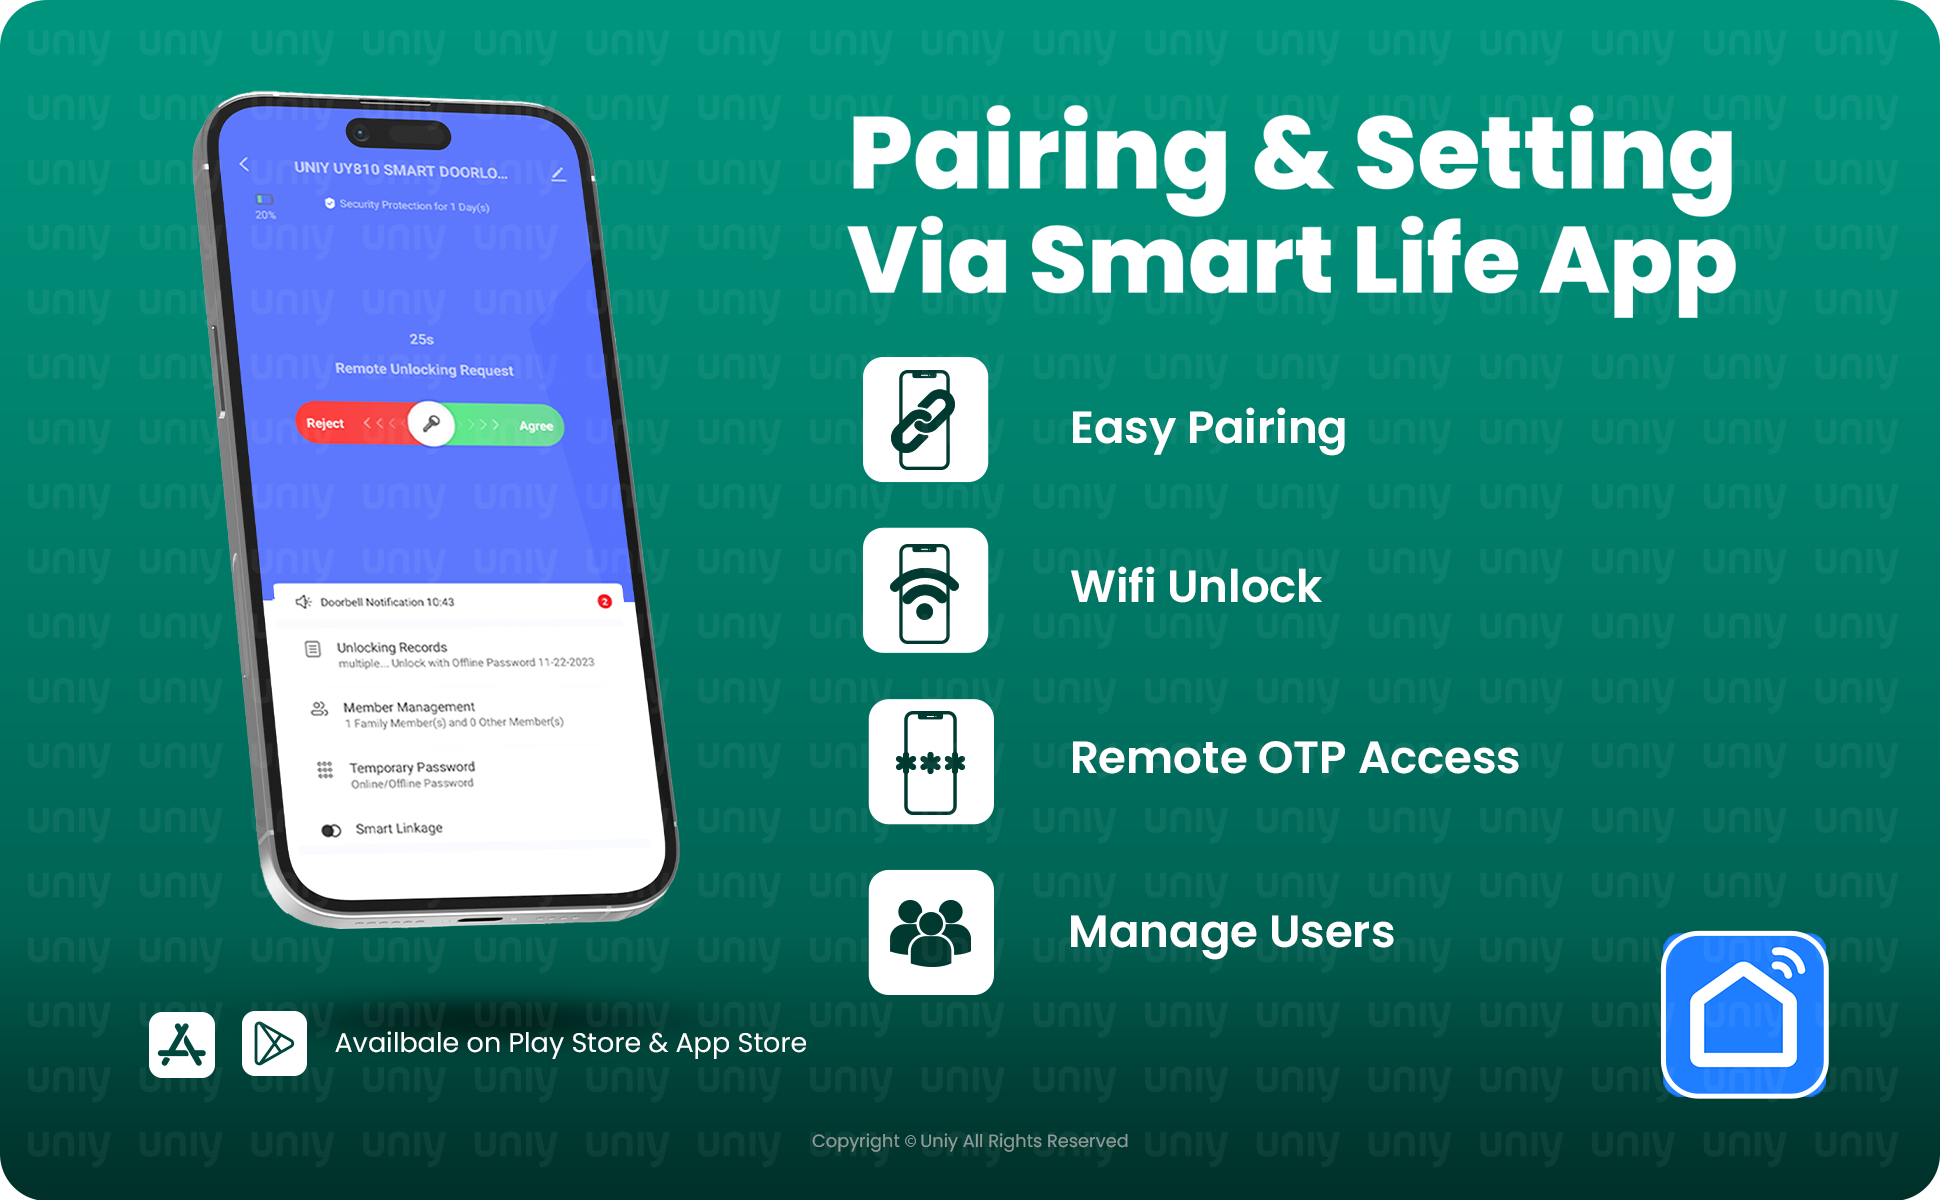 Pairing & Setting
Via Smart Life App
UNIY UY810 SMART DOORLO...
20%
Security Protection for 1 Day(s)
25s
Remote Unlocking Request
Reject
Agree
Doorbell Notification 10:43
2
Unlocking Records
multiple... Unlock with Offline Password 11-22-2023
Member Management
1 Family Member(s) and 0 Other Member(s)
Temporary Password
Online/Offline Password
Smart Linkage
Easy Pairing
Wifi Unlock
***
Remote OTP Access
Manage Users
Availbale on Play Store & App Store
Copyright © Uniy All Rights Reserved